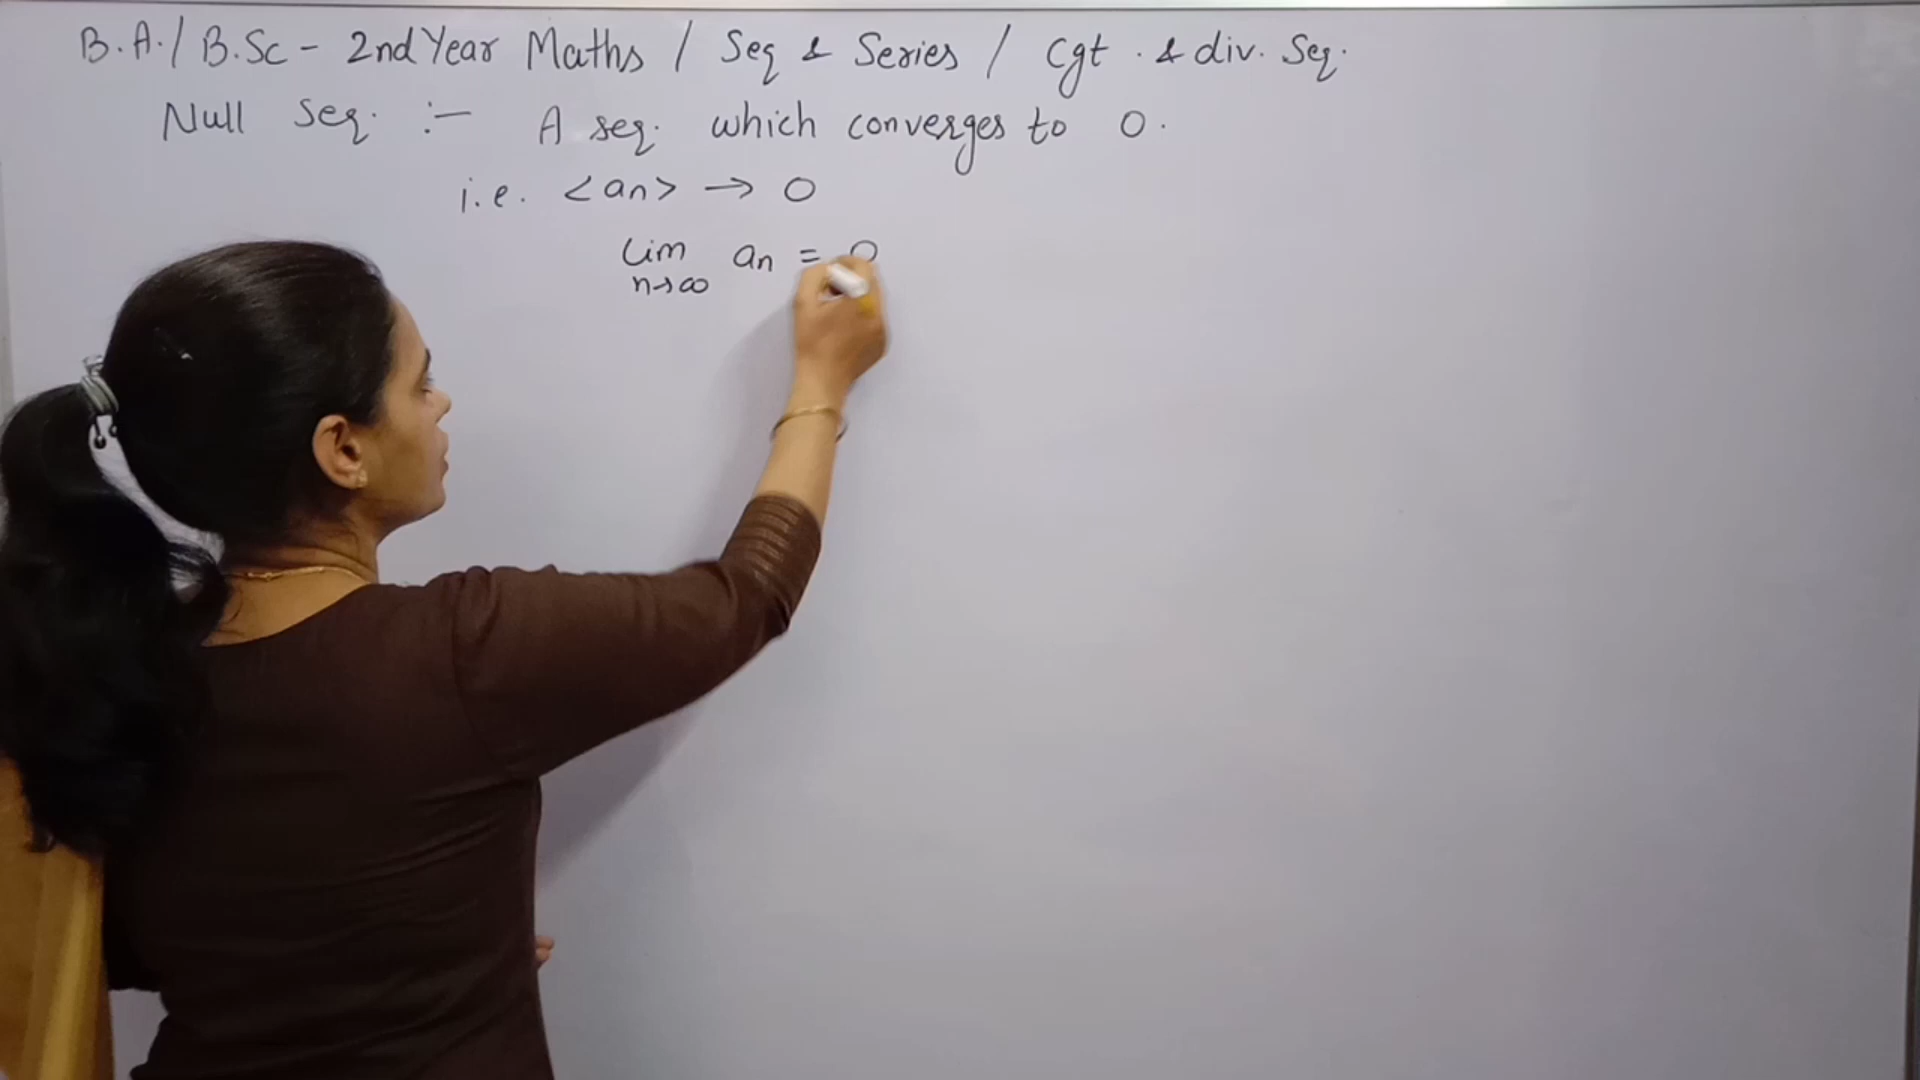 B.A./ B.Sc - 2nd Year Maths / Seq & Series / Cgt. & div. Seq.
Null Seq. :- A seq. which converges to 0.
i.e. <an> → 0
Lim an = 0
n→∞